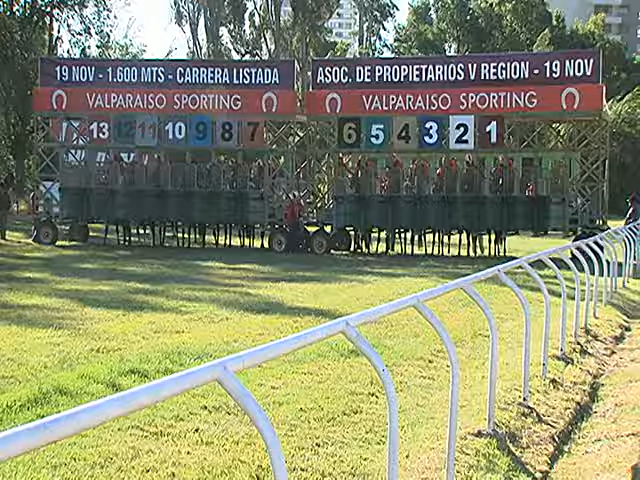 19 NOV - 1.600 MTS - CARRERA LISTADA
VALPARAISO SPORTING
13 12 11 10 9 8 7
ASOC. DE PROPIETARIOS V REGION - 19 NOV
VALPARAISO SPORTING
6 5 4 3 2 1